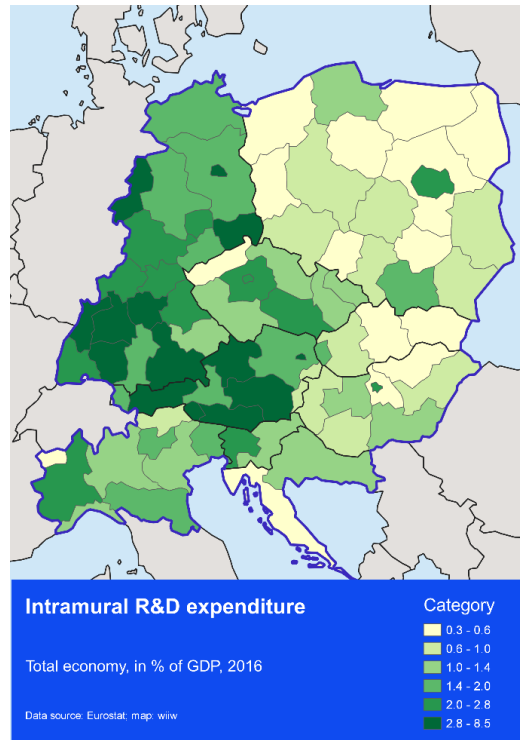 Intramural R&D expenditure
Total economy, in % of GDP, 2016
Data source: Eurostat; map: wiiw
Category
0.3 - 0.6
0.6 - 1.0
1.0 - 1.4
1.4 - 2.0
2.0 - 2.8
2.8 - 8.5